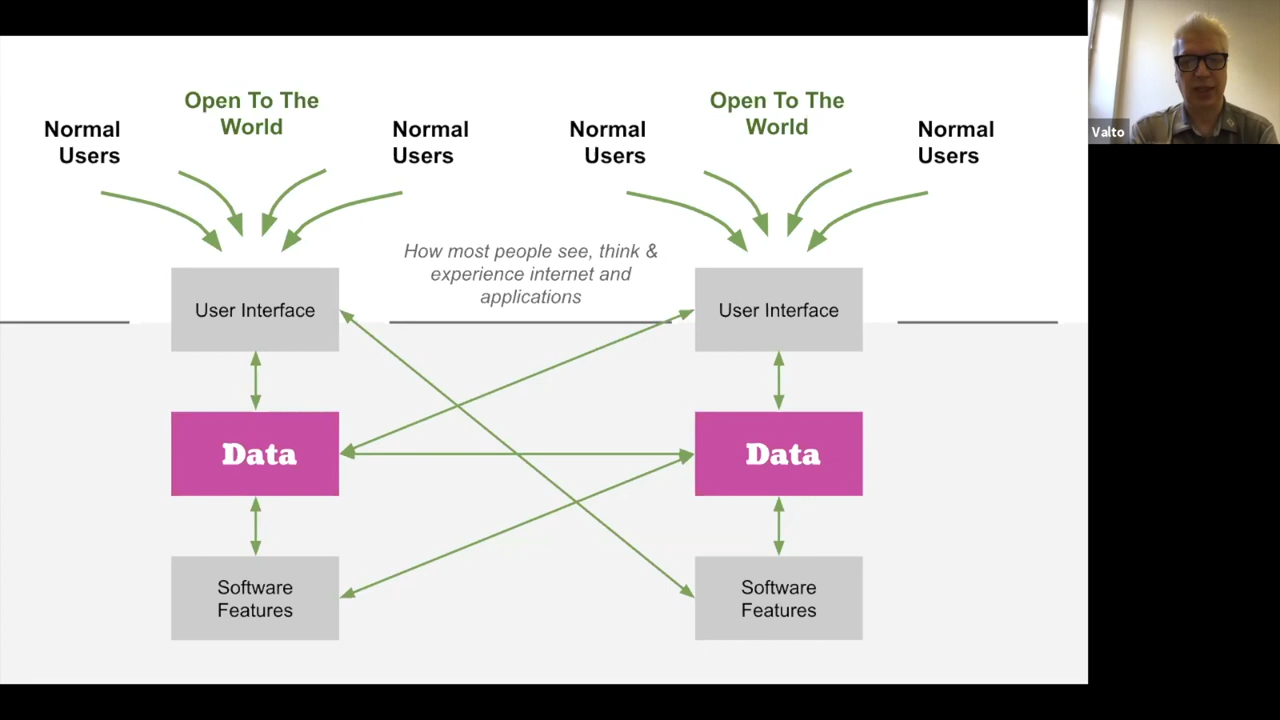 Open To The
World
Normal
Users
Normal
Users
Open To The
World
Normal
Users
Normal
Users
How most people see, think &
experience internet and
applications
User Interface
User Interface
Data
Data
Software
Features
Software
Features
Valto